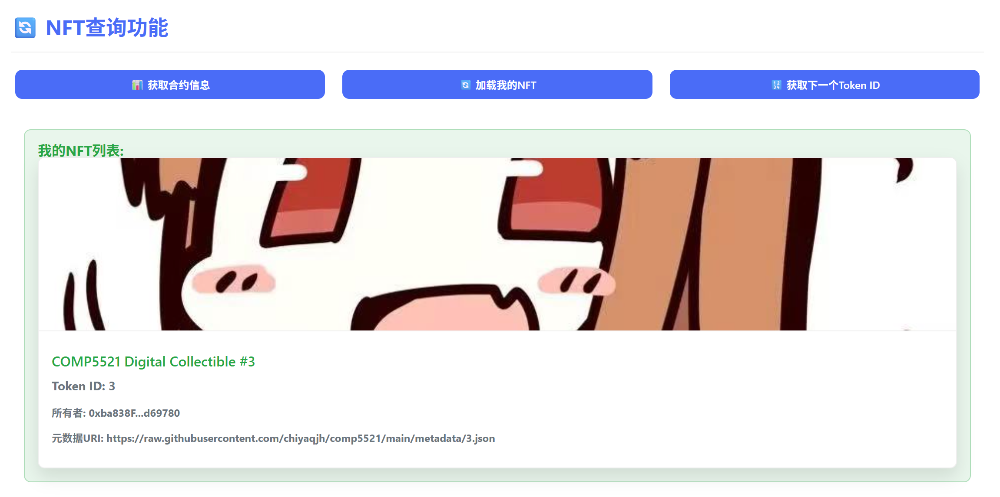 NFT查询功能
获取合约信息
加载我的NFT
获取下一个Token ID
我的NFT列表:
COMP5521 Digital Collectible #3
Token ID: 3
所有者: 0xba838F...d69780
元数据URI: https://raw.githubusercontent.com/chiyaqjh/comp5521/main/metadata/3.json